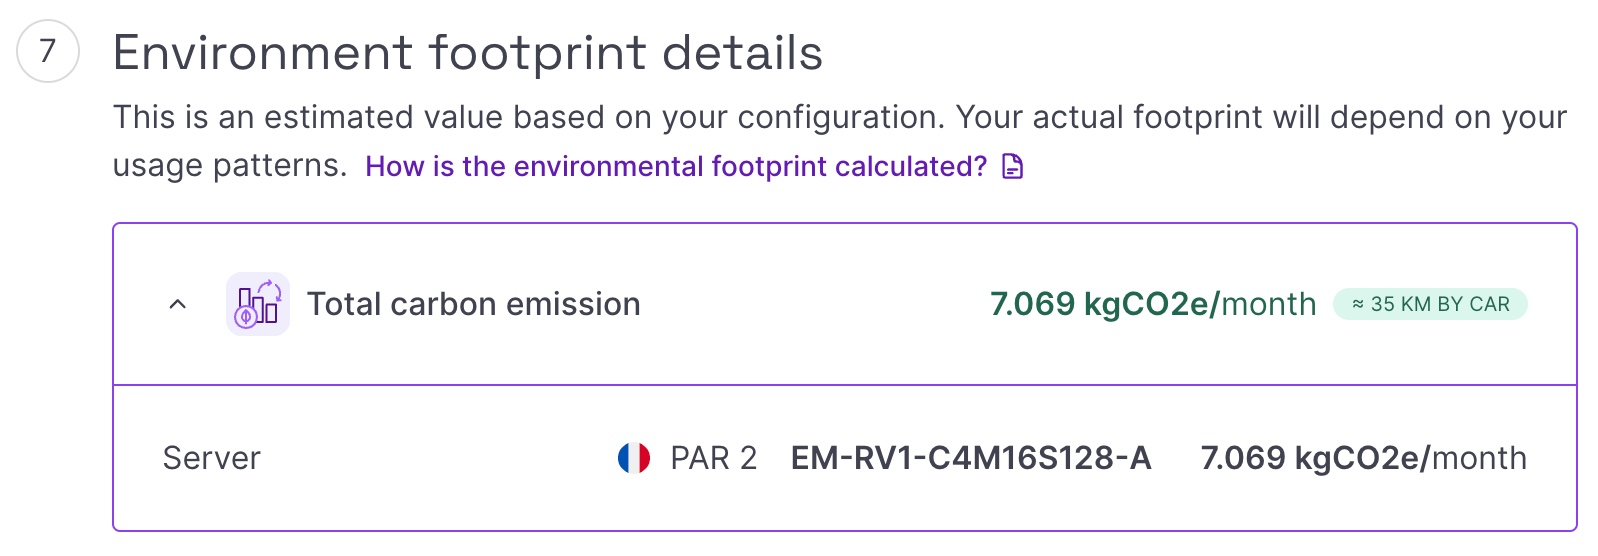 7
Environment footprint details
This is an estimated value based on your configuration. Your actual footprint will depend on your
usage patterns. How is the environmental footprint calculated?
Total carbon emission 7.069 kgCO2e/month ≈ 35 KM BY CAR
Server PAR 2 EM-RV1-C4M16S128-A 7.069 kgCO2e/month